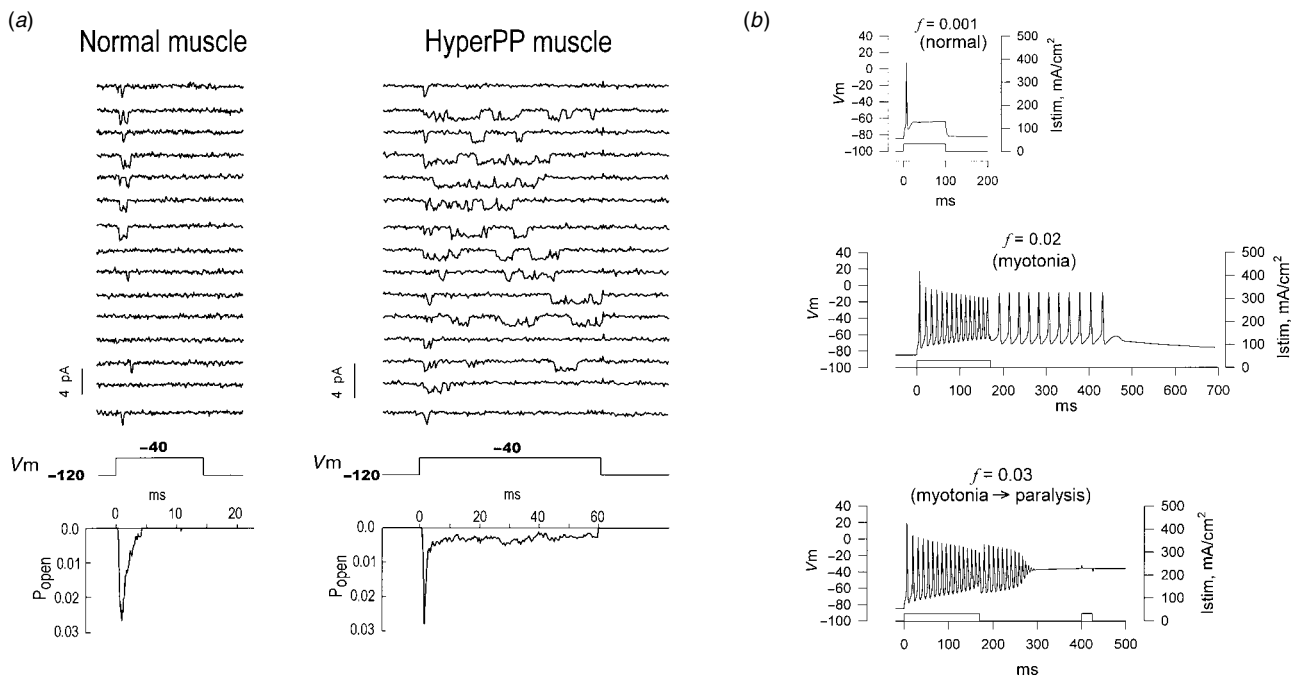 (a)
Normal muscle
HyperPP muscle
4 pA
4 pA
Vm
−120
−40
Vm
−120
−40
ms
0 10 20
0.0
0.01
0.02
0.03
Popen
ms
0 20 40 60
0.0
0.01
0.02
0.03
Popen
(b)
f = 0.001
(normal)
40
20
0
−20
−40
−60
−80
−100
Vm
500
400
300
200
100
0
Istim, mA/cm²
0 100 200
ms
f = 0.02
(myotonia)
40
20
0
−20
−40
−60
−80
−100
Vm
500
400
300
200
100
0
Istim, mA/cm²
0 100 200 300 400 500 600 700
ms
f = 0.03
(myotonia → paralysis)
40
20
0
−20
−40
−60
−80
−100
Vm
500
400
300
200
100
0
Istim, mA/cm²
0 100 200 300 400 500
ms